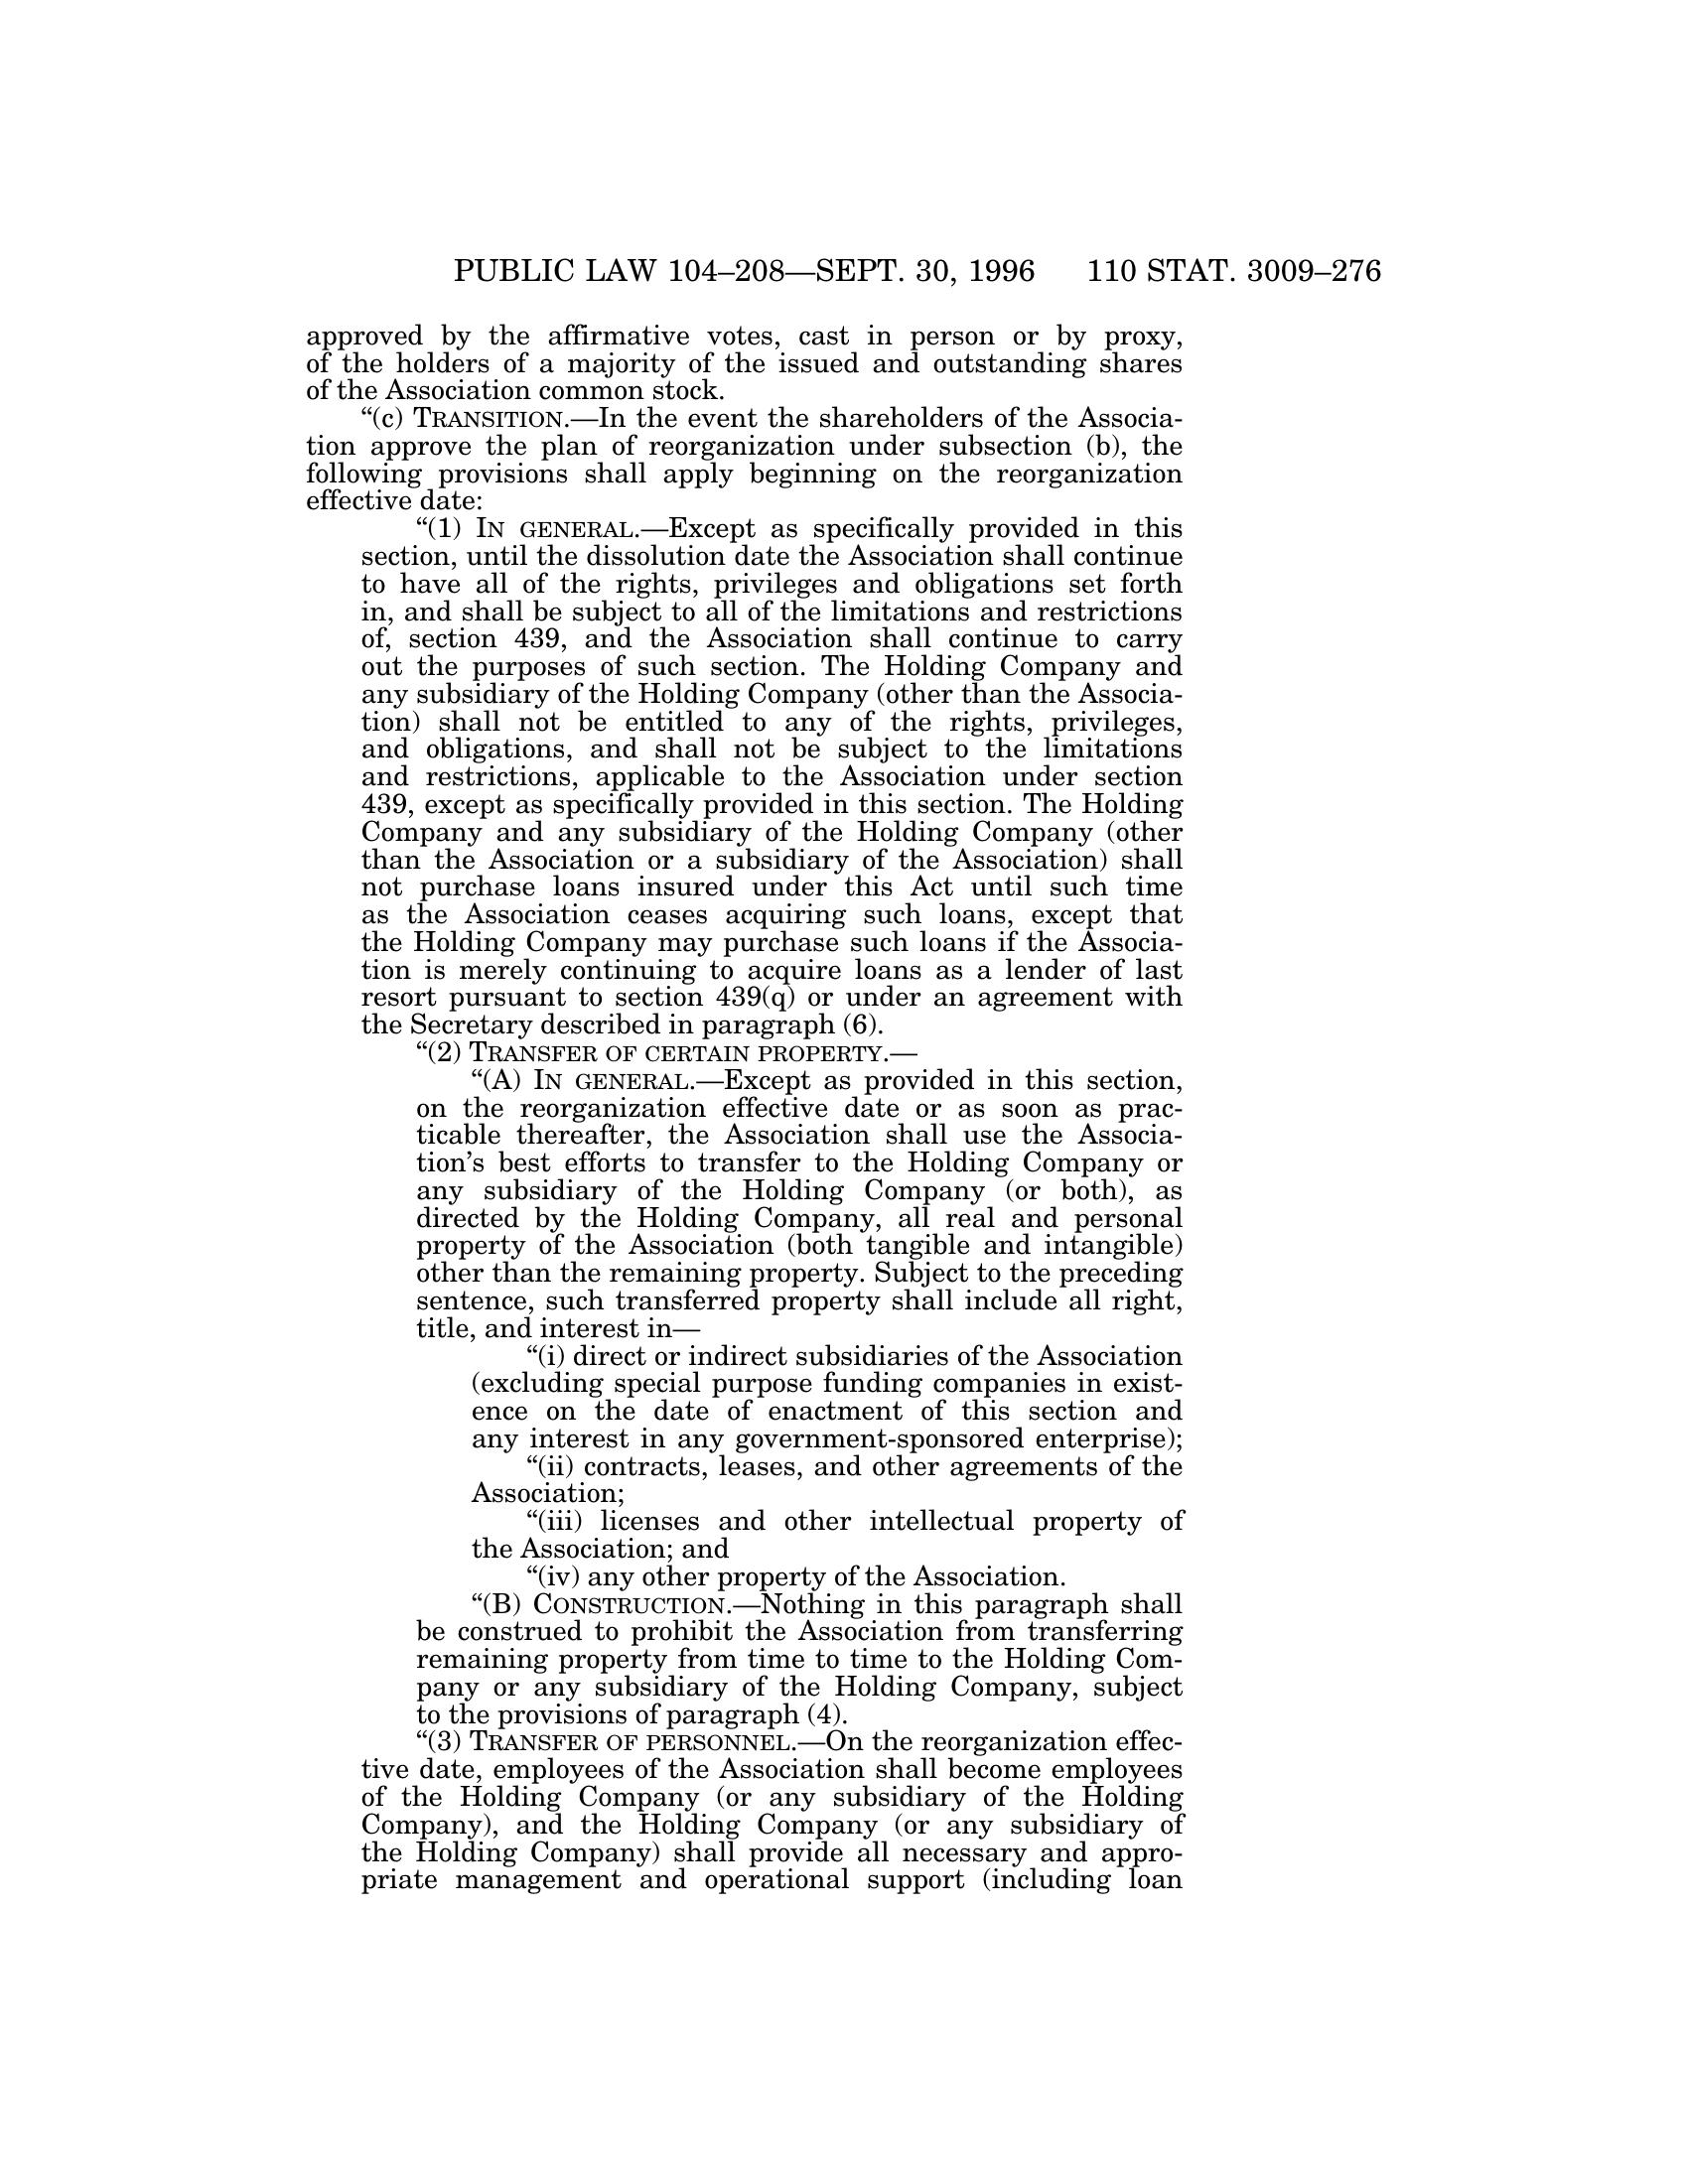 PUBLIC LAW 104–208—SEPT. 30, 1996 110 STAT. 3009–276
approved by the affirmative votes, cast in person or by proxy,
of the holders of a majority of the issued and outstanding shares
of the Association common stock.
“(c) TRANSITION.—In the event the shareholders of the Associa-
tion approve the plan of reorganization under subsection (b), the
following provisions shall apply beginning on the reorganization
effective date:
“(1) IN GENERAL.—Except as specifically provided in this
section, until the dissolution date the Association shall continue
to have all of the rights, privileges and obligations set forth
in, and shall be subject to all of the limitations and restrictions
of, section 439, and the Association shall continue to carry
out the purposes of such section. The Holding Company and
any subsidiary of the Holding Company (other than the Associa-
tion) shall not be entitled to any of the rights, privileges,
and obligations, and shall not be subject to the limitations
and restrictions, applicable to the Association under section
439, except as specifically provided in this section. The Holding
Company and any subsidiary of the Holding Company (other
than the Association or a subsidiary of the Association) shall
not purchase loans insured under this Act until such time
as the Association ceases acquiring such loans, except that
the Holding Company may purchase such loans if the Associa-
tion is merely continuing to acquire loans as a lender of last
resort pursuant to section 439(q) or under an agreement with
the Secretary described in paragraph (6).
“(2) TRANSFER OF CERTAIN PROPERTY.—
“(A) IN GENERAL.—Except as provided in this section,
on the reorganization effective date or as soon as prac-
ticable thereafter, the Association shall use the Associa-
tion’s best efforts to transfer to the Holding Company or
any subsidiary of the Holding Company (or both), as
directed by the Holding Company, all real and personal
property of the Association (both tangible and intangible)
other than the remaining property. Subject to the preceding
sentence, such transferred property shall include all right,
title, and interest in—
“(i) direct or indirect subsidiaries of the Association
(excluding special purpose funding companies in exist-
ence on the date of enactment of this section and
any interest in any government-sponsored enterprise);
“(ii) contracts, leases, and other agreements of the
Association;
“(iii) licenses and other intellectual property of
the Association; and
“(iv) any other property of the Association.
“(B) CONSTRUCTION.—Nothing in this paragraph shall
be construed to prohibit the Association from transferring
remaining property from time to time to the Holding Com-
pany or any subsidiary of the Holding Company, subject
to the provisions of paragraph (4).
“(3) TRANSFER OF PERSONNEL.—On the reorganization effec-
tive date, employees of the Association shall become employees
of the Holding Company (or any subsidiary of the Holding
Company), and the Holding Company (or any subsidiary of
the Holding Company) shall provide all necessary and appro-
priate management and operational support (including loan